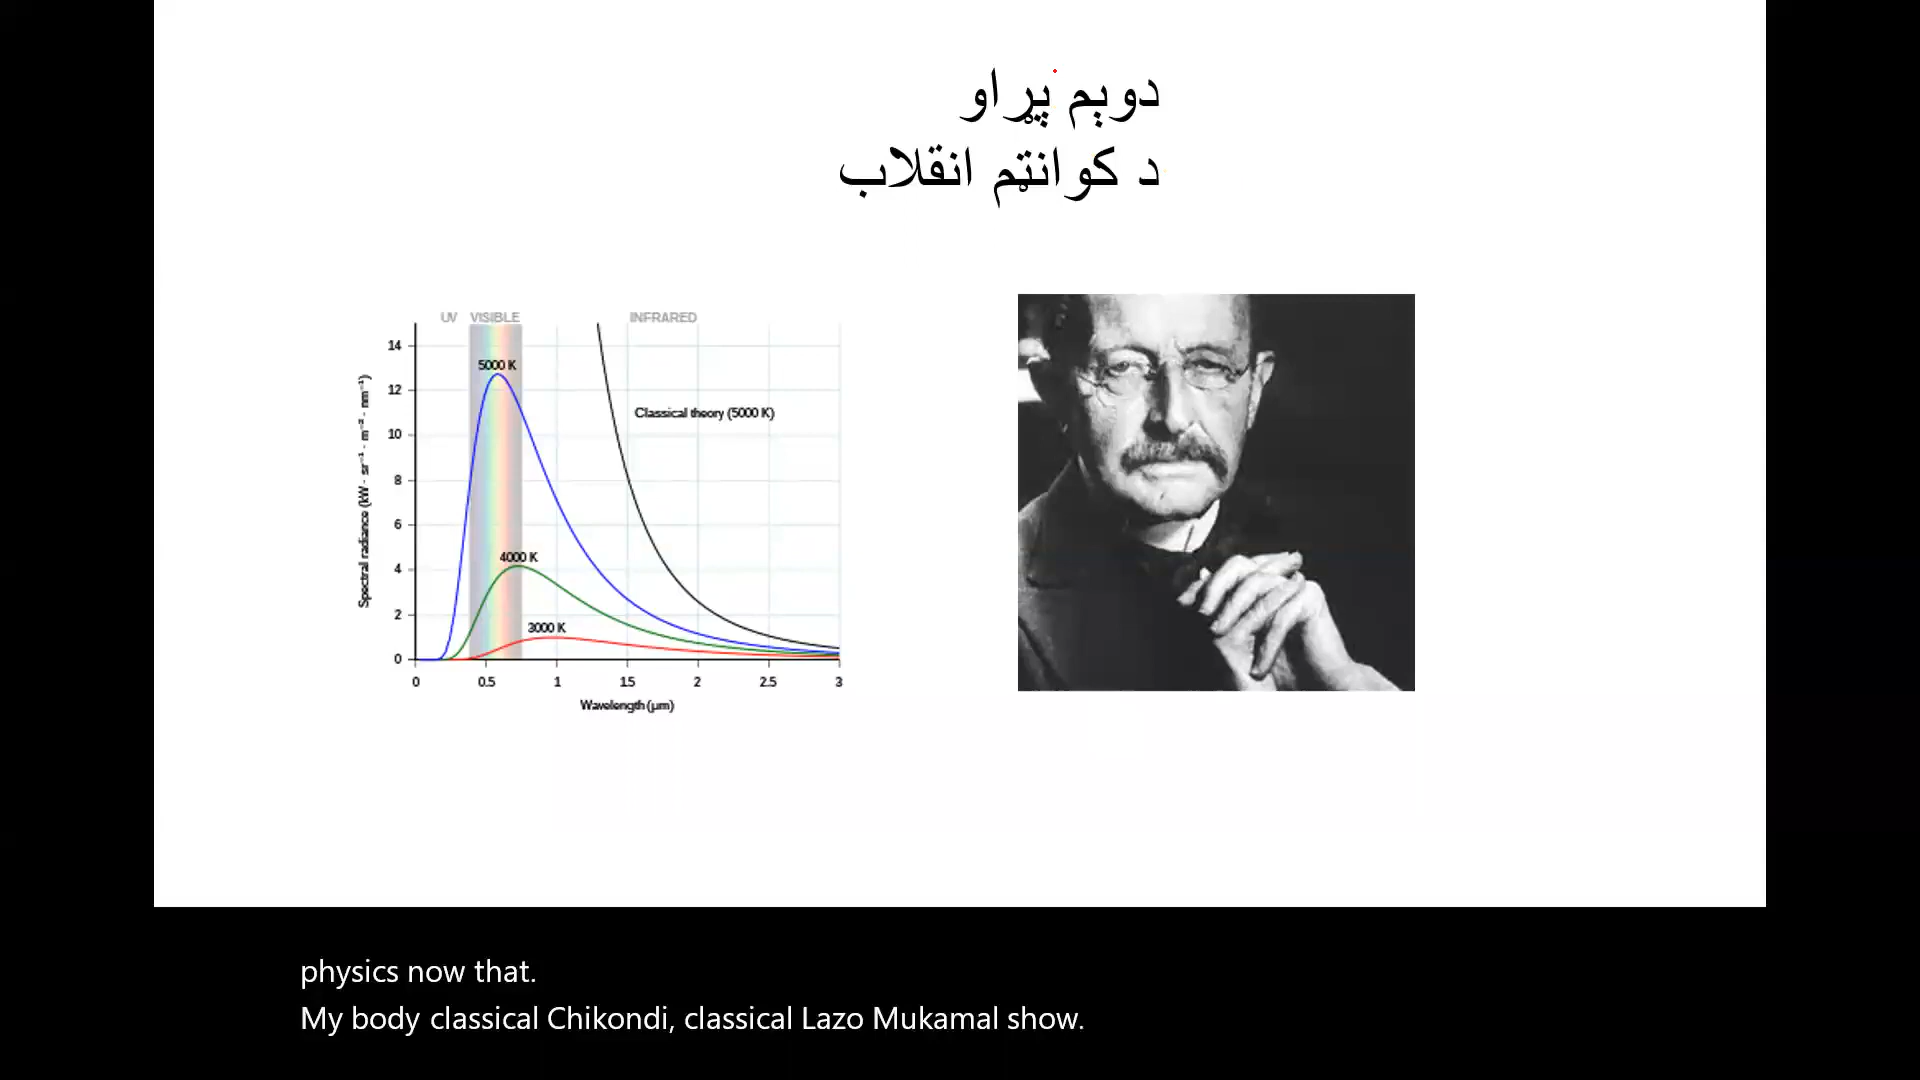 دویم پړاو
د کوانټم انقلاب
UV VISIBLE INFRARED
14
12
10
8
6
4
2
0
5000 K
Classical theory (5000 K)
4000 K
3000 K
Spectral radiance (kW · sr⁻¹ · m⁻² · nm⁻¹)
0 0.5 1 1.5 2 2.5 3
Wavelength (μm)
physics now that.
My body classical Chikondi, classical Lazo Mukamal show.